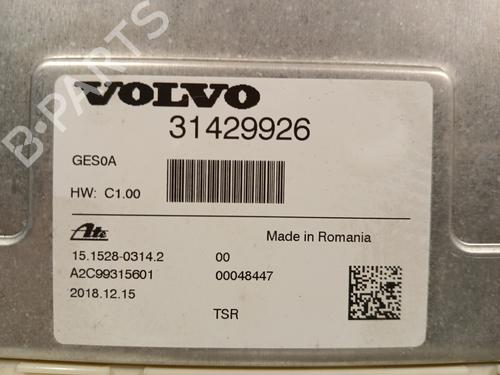 B-PARTS
VOLVO
31429926
GES0A
HW: C1.00
Ate
Made in Romania
15.1528-0314.2 00
A2C99315601 00048447
2018.12.15
TSR